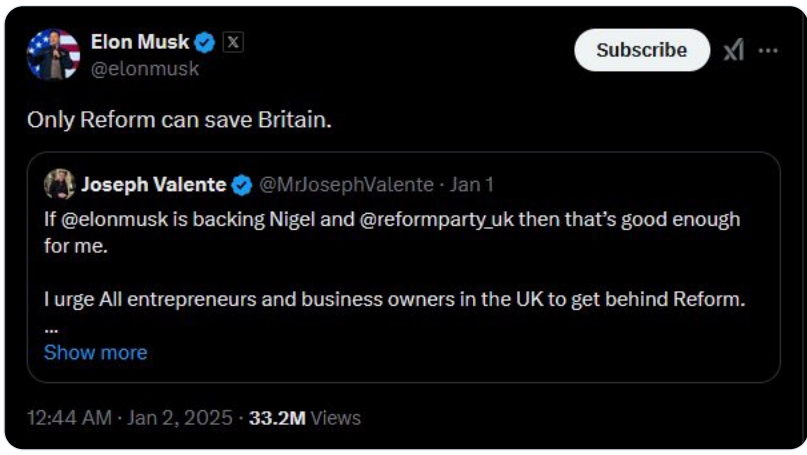 Elon Musk X
Subscribe
@elonmusk
Only Reform can save Britain.
Joseph Valente @MrJosephValente · Jan 1
If @elonmusk is backing Nigel and @reformparty_uk then that's good enough
for me.
I urge All entrepreneurs and business owners in the UK to get behind Reform.
...
Show more
12:44 AM · Jan 2, 2025 · 33.2M Views